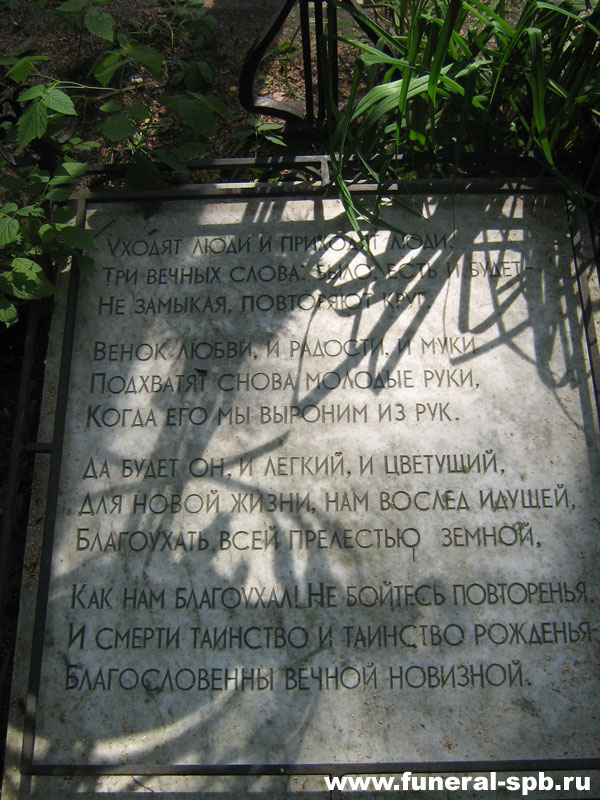 Уходят люди и приходят люди.
Три вечных слова: было, есть и будет-
Не замыкая, повторяют круг.
Венок любви, и радости, и муки
Подхватят снова молодые руки,
Когда его мы выроним из рук.
Да будет он, и легкий, и цветущий,
Для новой жизни, нам вослед идущей,
Благоухать всей прелестью земной,
Как нам благоухал! Не бойтесь повторенья.
И смерти таинство и таинство рожденья-
Благословенны вечной новизной.
www.funeral-spb.ru